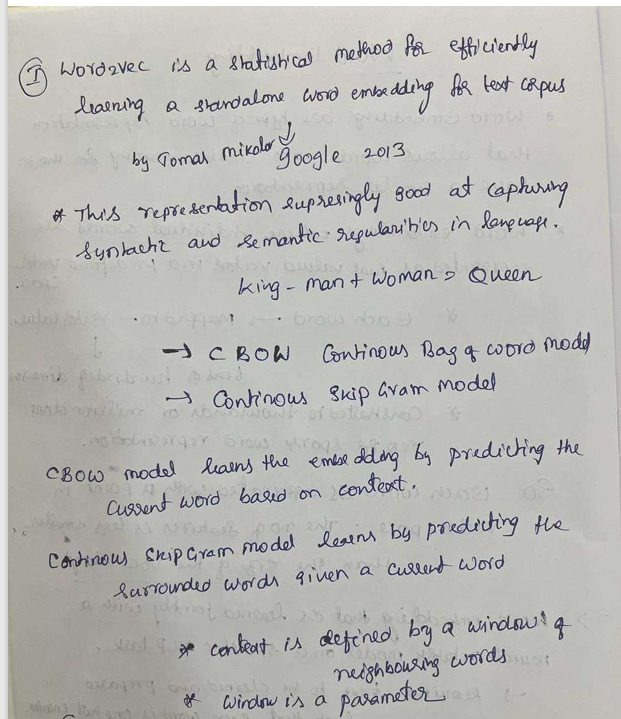 I Word2vec is a statistical method for efficiently
learning a standalone word embedding for text corpus
by Tomas Mikolov Google 2013
* This representation supresingly good at capturing
syntactic and semantic regularities in language.
king - man + woman = Queen
→ CBOW Continous Bag of word model
→ Continous Skip Gram model
CBOW model learns the embedding by predicting the
current word based on context.
Continous Skip Gram model learns by predicting the
surrounded words given a current word
* context is defined by a window of
neighbouring words
* window is a parameter